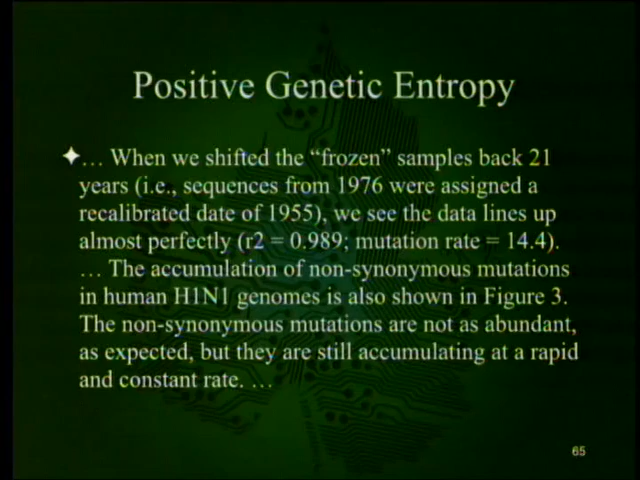 Positive Genetic Entropy
… When we shifted the “frozen” samples back 21
years (i.e., sequences from 1976 were assigned a
recalibrated date of 1955), we see the data lines up
almost perfectly (r2 = 0.989; mutation rate = 14.4).
… The accumulation of non-synonymous mutations
in human H1N1 genomes is also shown in Figure 3.
The non-synonymous mutations are not as abundant,
as expected, but they are still accumulating at a rapid
and constant rate. …
65